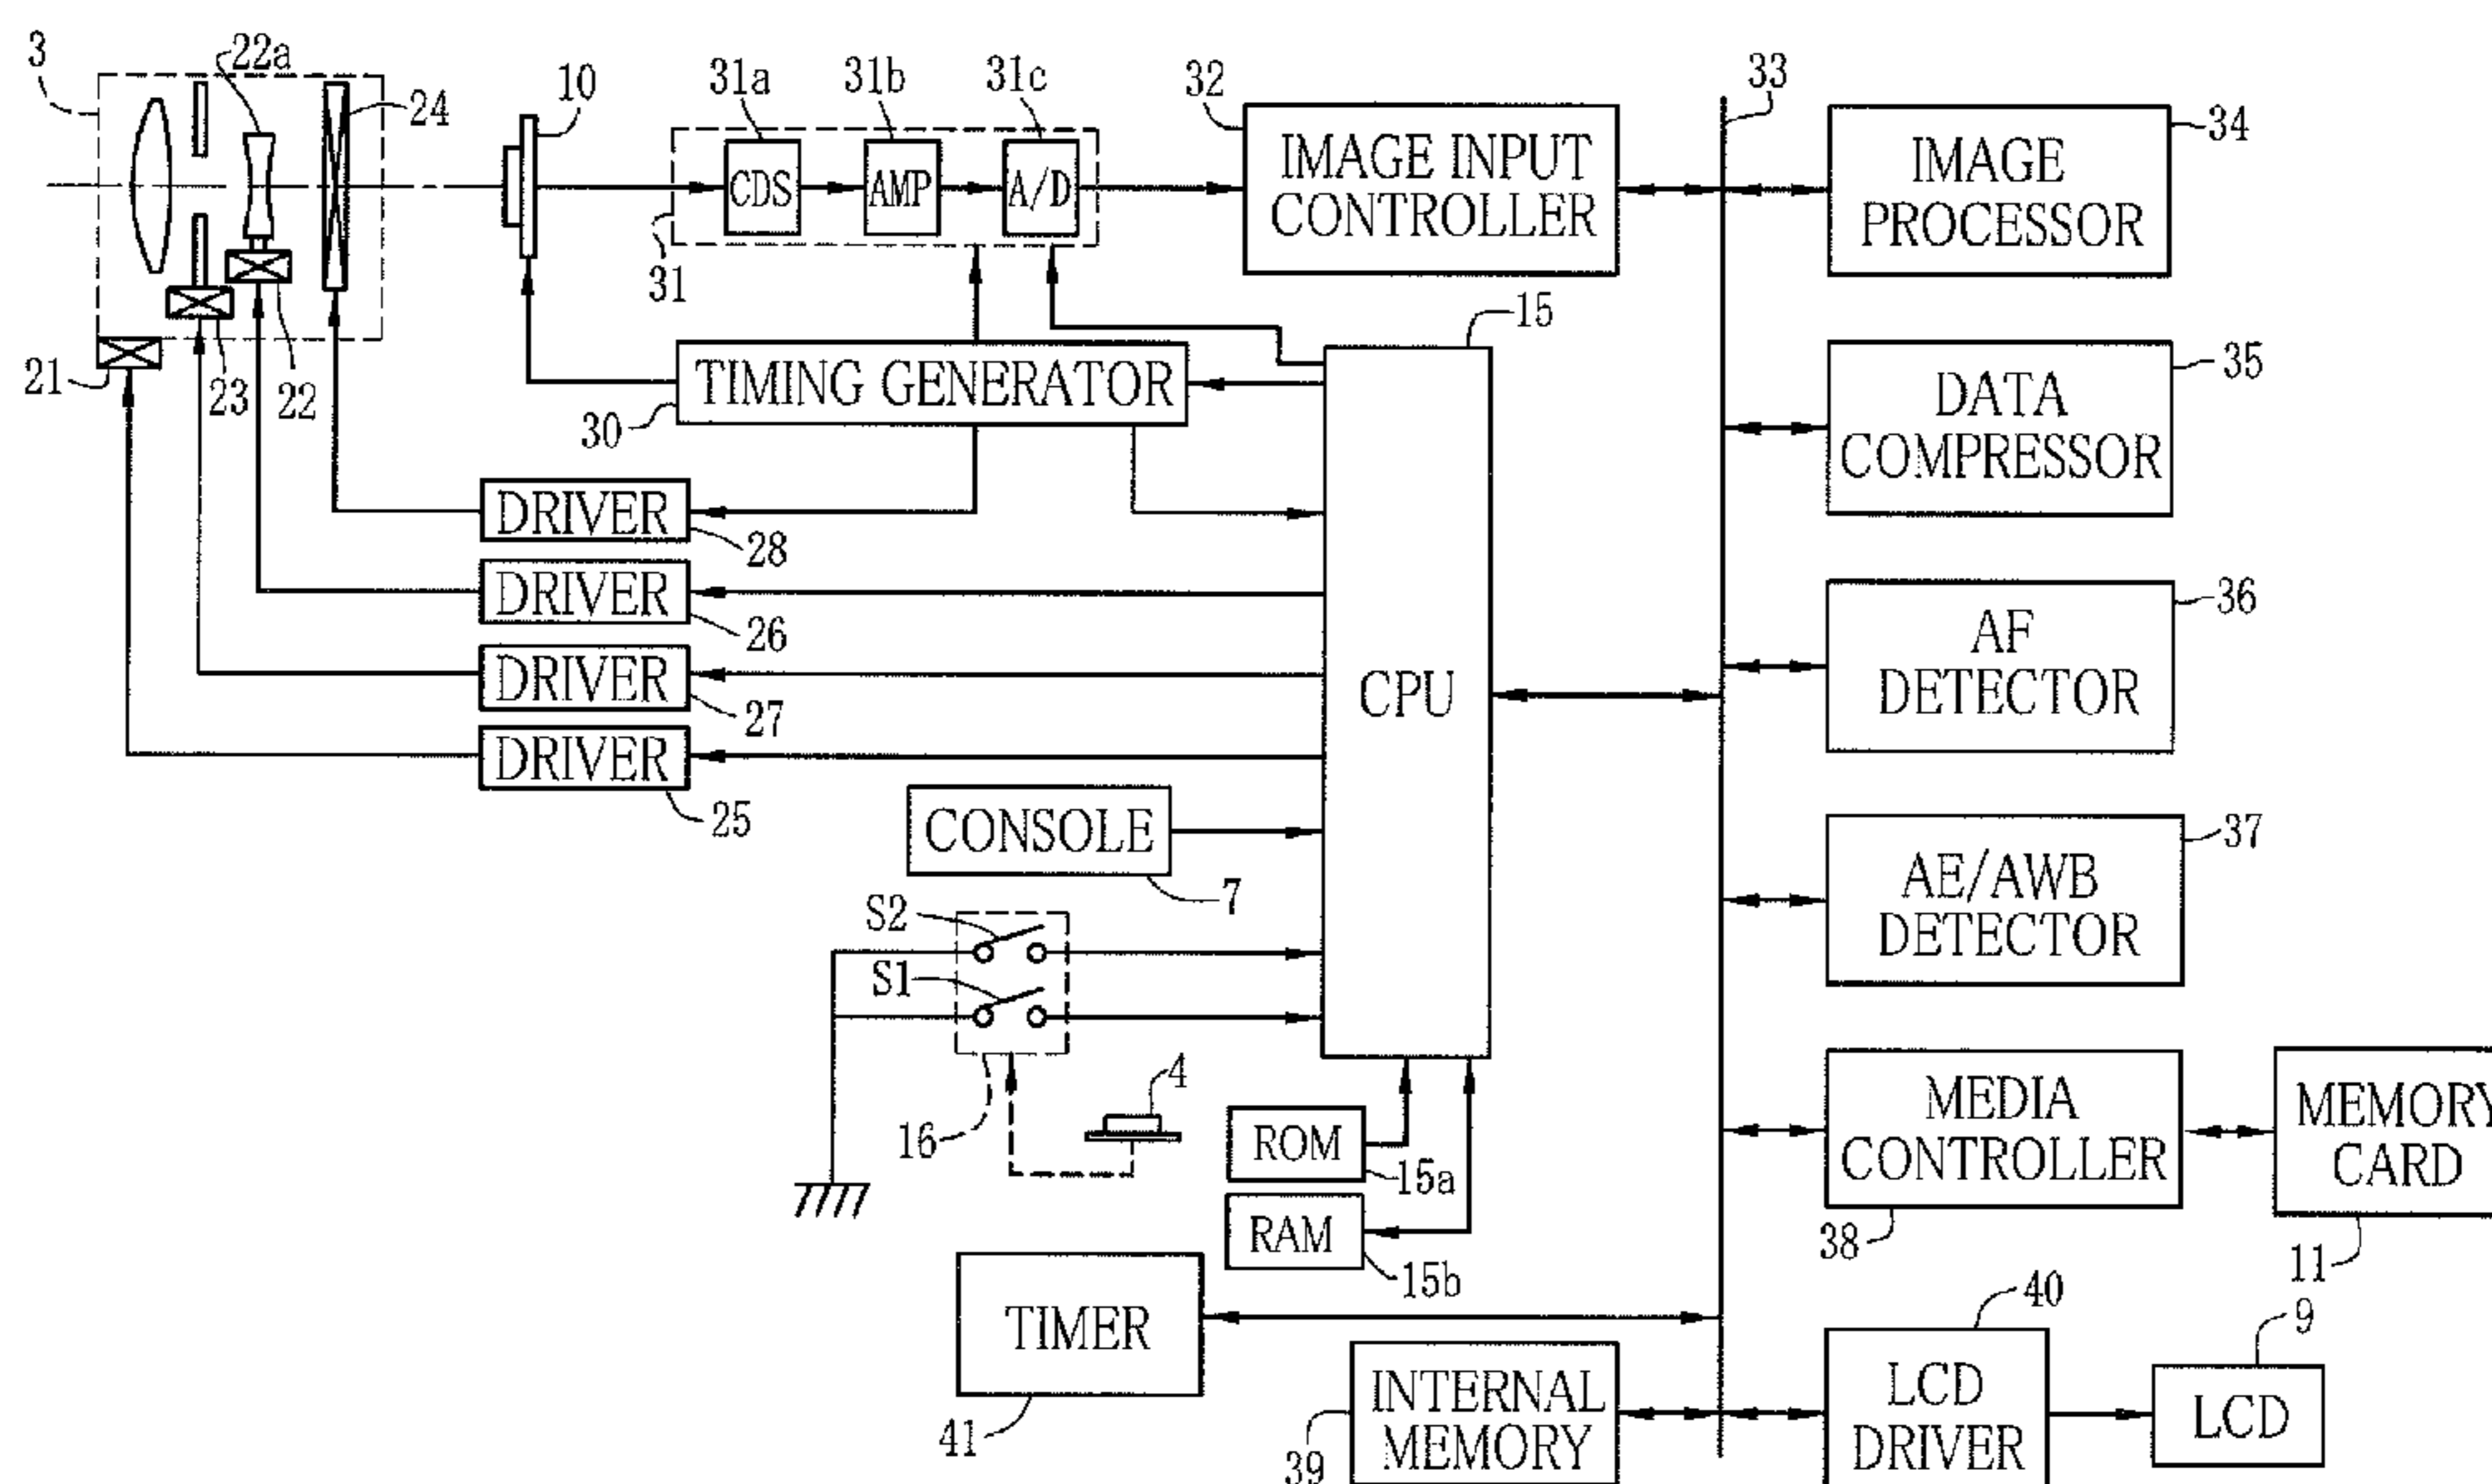 3
22a
24
10
31a
31b
31c
32
33
34
CDS
AMP
A/D
IMAGE INPUT
CONTROLLER
IMAGE
PROCESSOR
31
15
21
23
22
30
TIMING GENERATOR
35
DATA
COMPRESSOR
DRIVER
28
DRIVER
26
36
AF
DETECTOR
DRIVER
27
CPU
DRIVER
25
CONSOLE
7
37
AE/AWB
DETECTOR
S2
S1
16
4
ROM
15a
RAM
15b
MEDIA
CONTROLLER
38
MEMORY
CARD
11
TIMER
41
INTERNAL
MEMORY
39
40
LCD
DRIVER
9
LCD